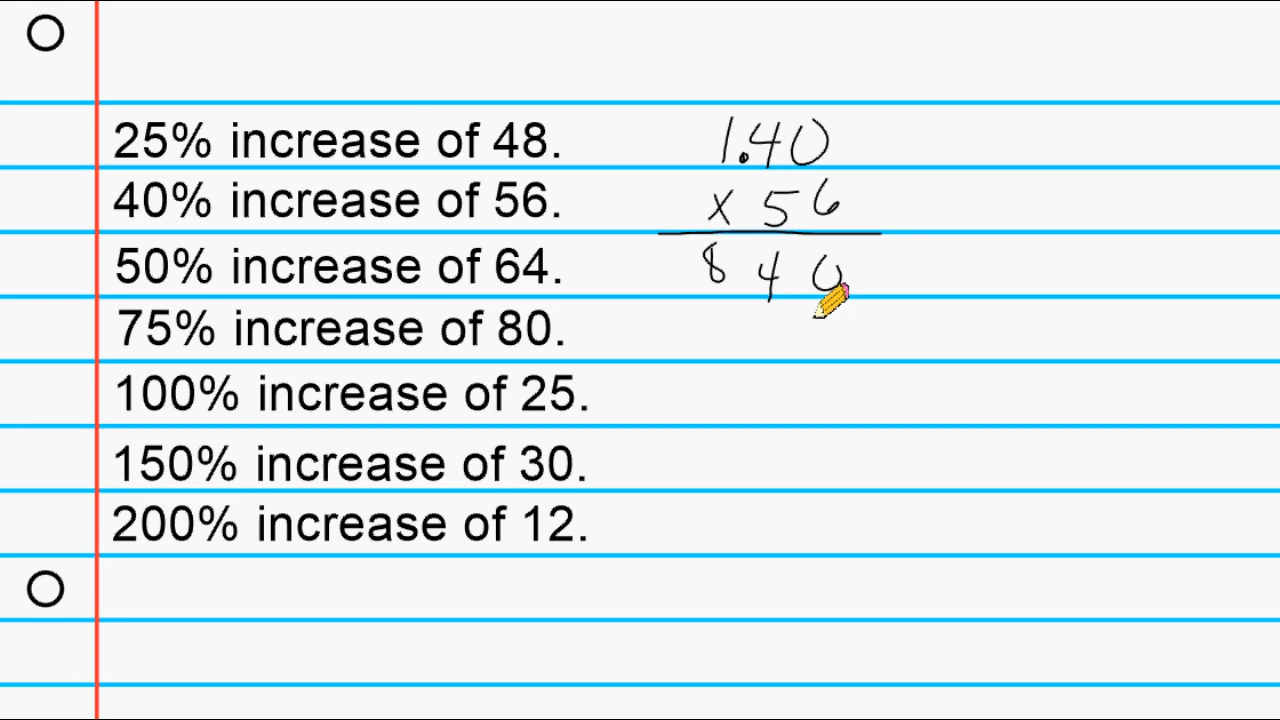 25% increase of 48.
40% increase of 56.
50% increase of 64.
75% increase of 80.
100% increase of 25.
150% increase of 30.
200% increase of 12.
1.40
x 56
840